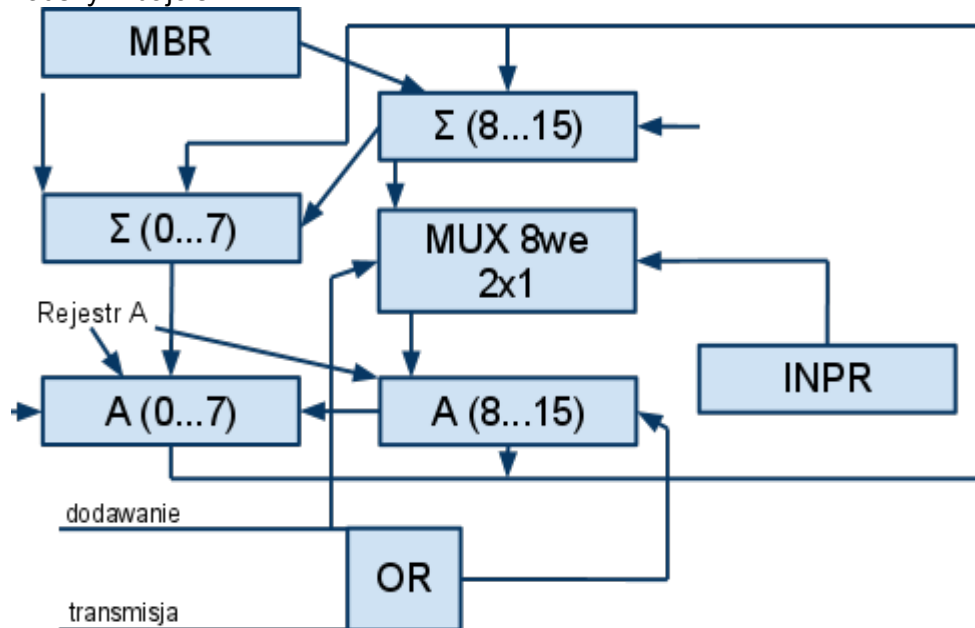 MBR
Σ (8...15)
Σ (0...7)
MUX 8we
2x1
Rejestr A
INPR
A (0...7)
A (8...15)
dodawanie
OR
transmisja